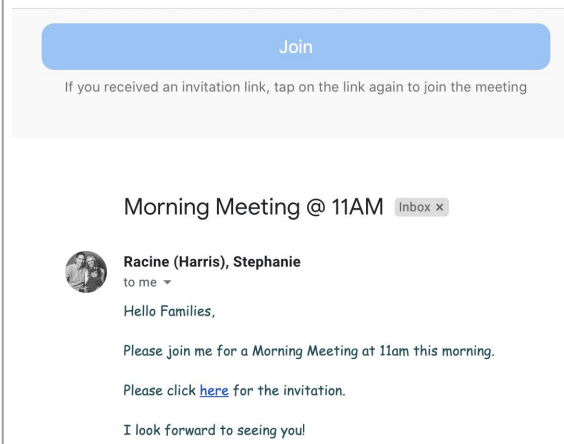 Join
If you received an invitation link, tap on the link again to join the meeting
Morning Meeting @ 11AM Inbox ×
Racine (Harris), Stephanie
to me
Hello Families,
Please join me for a Morning Meeting at 11am this morning.
Please click here for the invitation.
I look forward to seeing you!